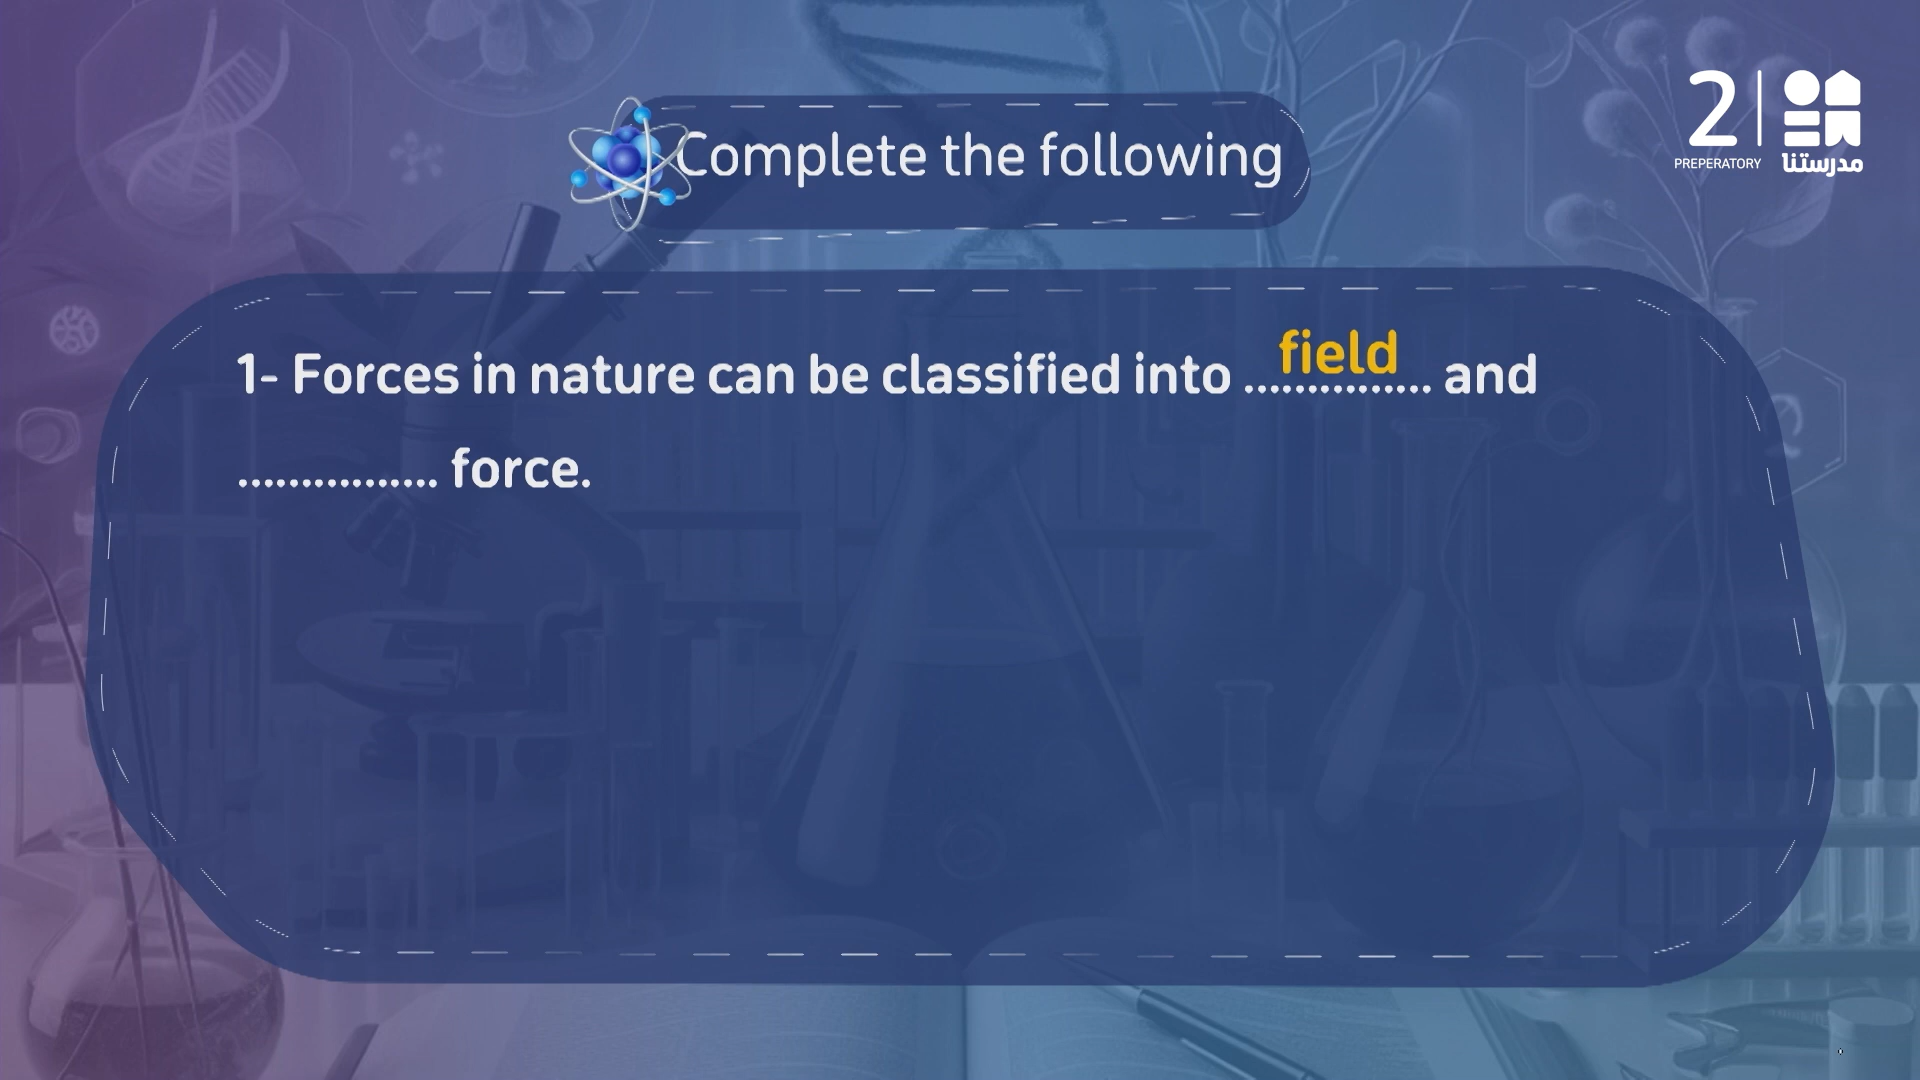 Complete the following
2
PREPERATORY
مدرستنا
1- Forces in nature can be classified into ............... and
field
................ force.